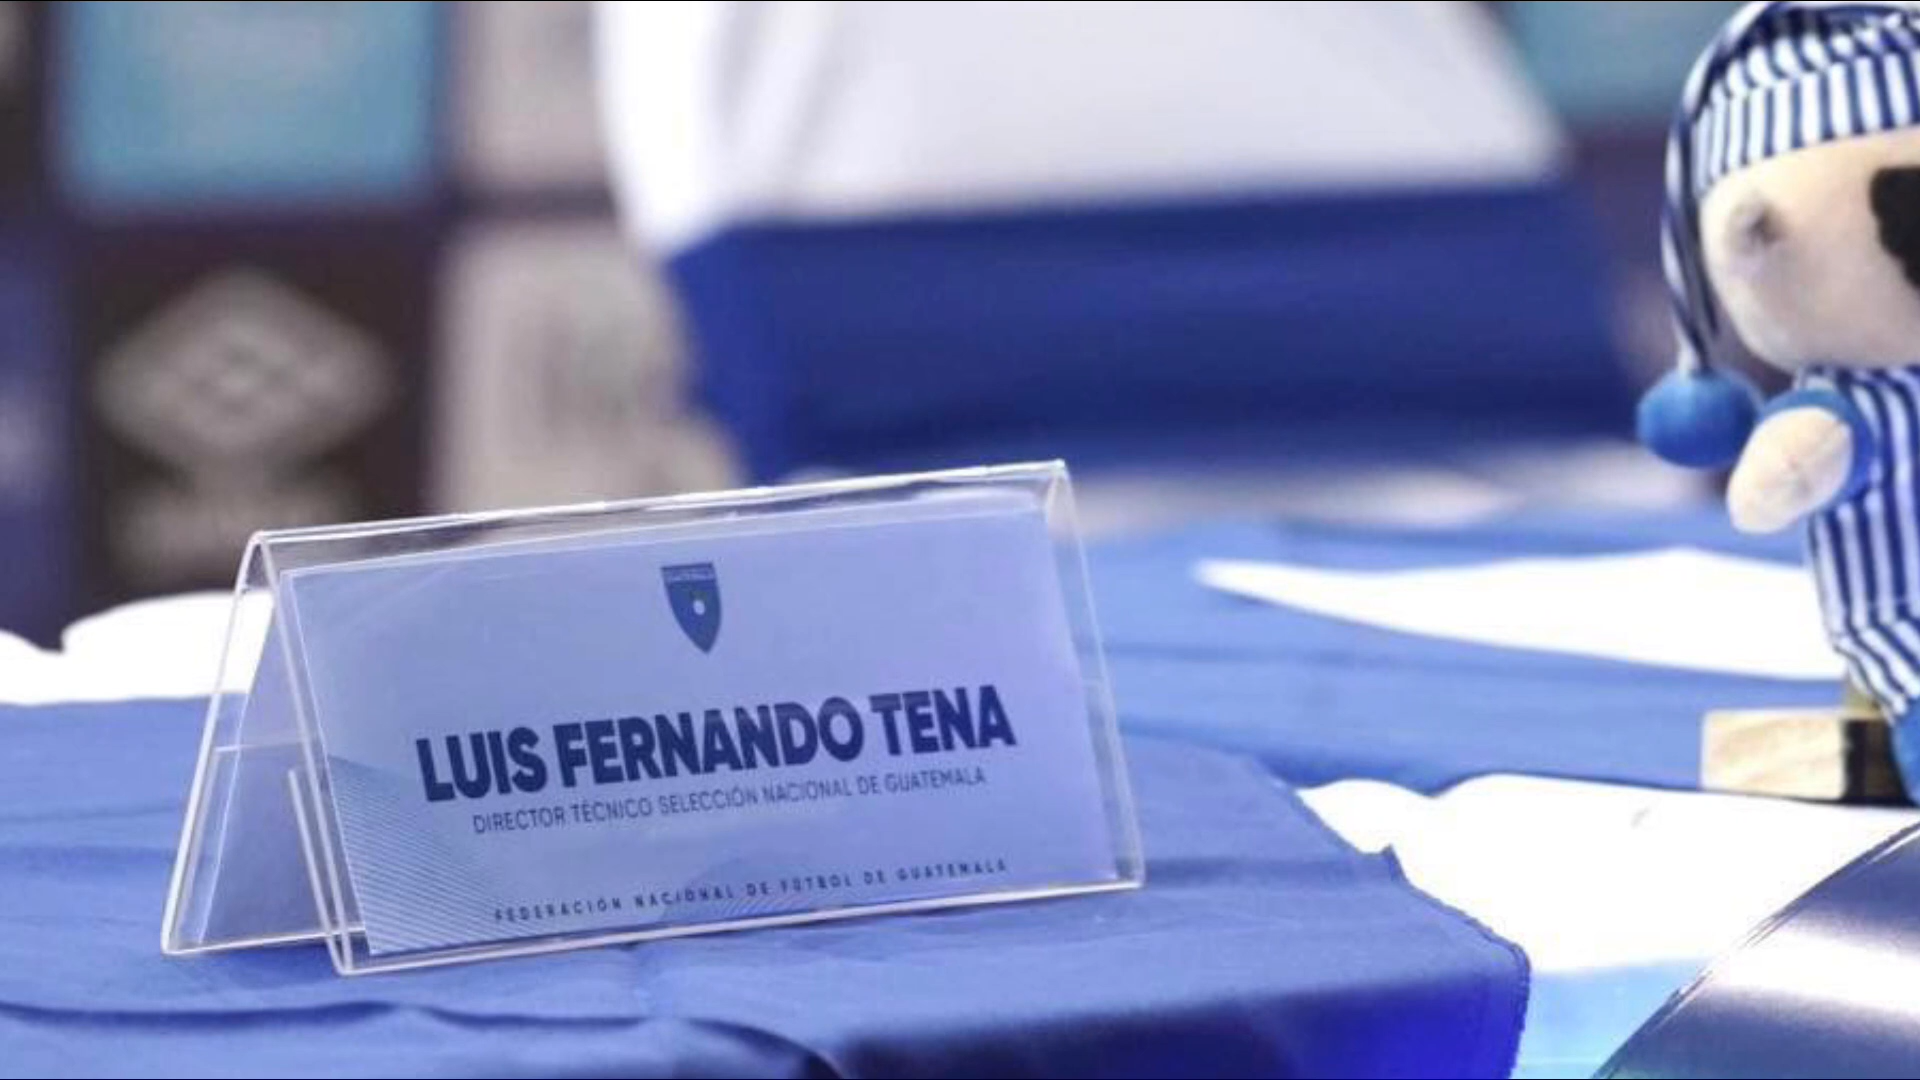 LUIS FERNANDO TENA
DIRECTOR TÉCNICO SELECCIÓN NACIONAL DE GUATEMALA
FEDERACIÓN NACIONAL DE FÚTBOL DE GUATEMALA